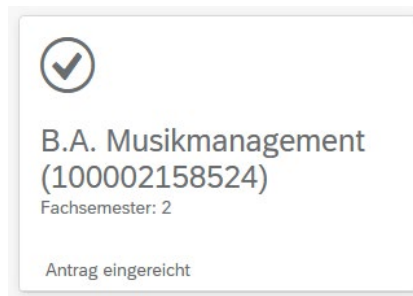 B.A. Musikmanagement
(100002158524)
Fachsemester: 2
Antrag eingereicht